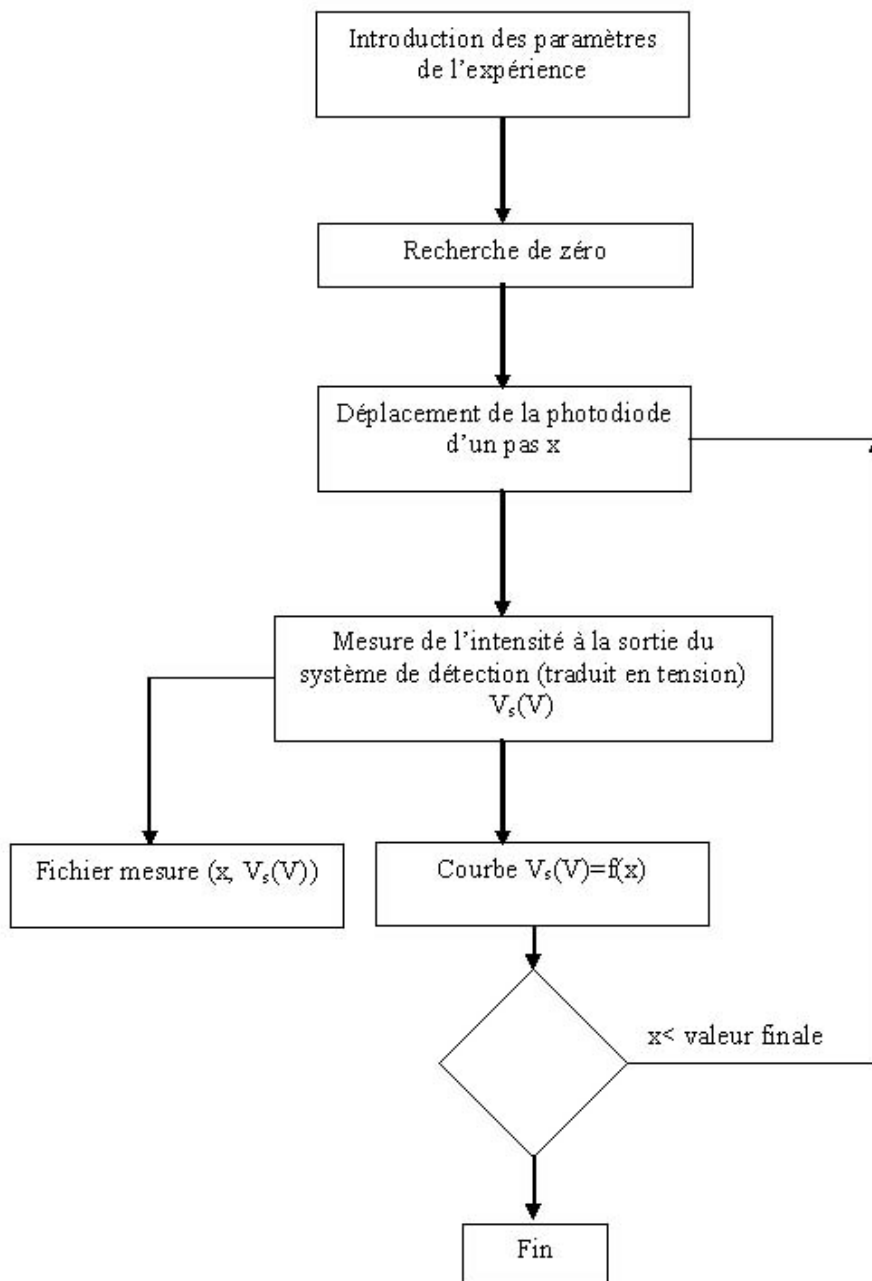 Introduction des paramètres
de l'expérience
Recherche de zéro
Déplacement de la photodiode
d'un pas x
Mesure de l'intensité à la sortie du
système de détection (traduit en tension)
Vₛ(V)
Fichier mesure (x, Vₛ(V))
Courbe Vₛ(V)=f(x)
x< valeur finale
Fin